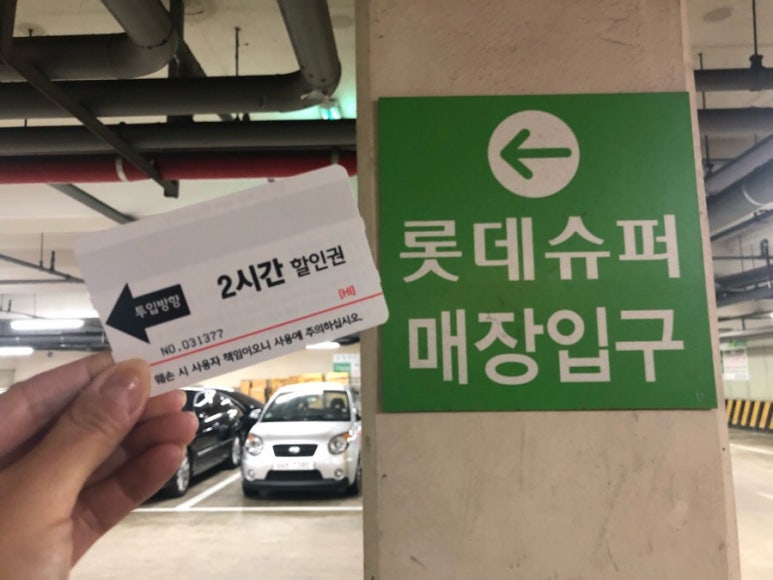 롯데슈퍼
매장입구
투입방향
2시간 할인권
[HI]
NO.031377
훼손 시 사용자 책임이오니 사용에 주의하십시오.